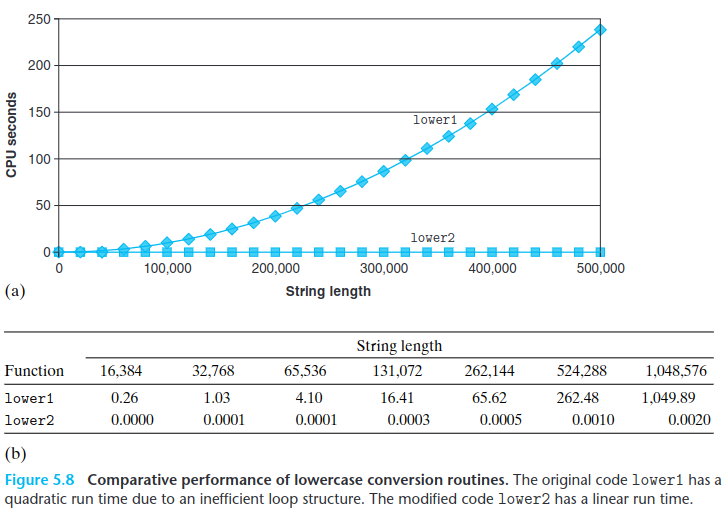 250
200
150
100
50
0
CPU seconds
lower1
lower2
0 100,000 200,000 300,000 400,000 500,000
String length
(a)
String length
Function 16,384 32,768 65,536 131,072 262,144 524,288 1,048,576
lower1 0.26 1.03 4.10 16.41 65.62 262.48 1,049.89
lower2 0.0000 0.0001 0.0001 0.0003 0.0005 0.0010 0.0020
(b)
Figure 5.8 Comparative performance of lowercase conversion routines. The original code lower1 has a
quadratic run time due to an inefficient loop structure. The modified code lower2 has a linear run time.